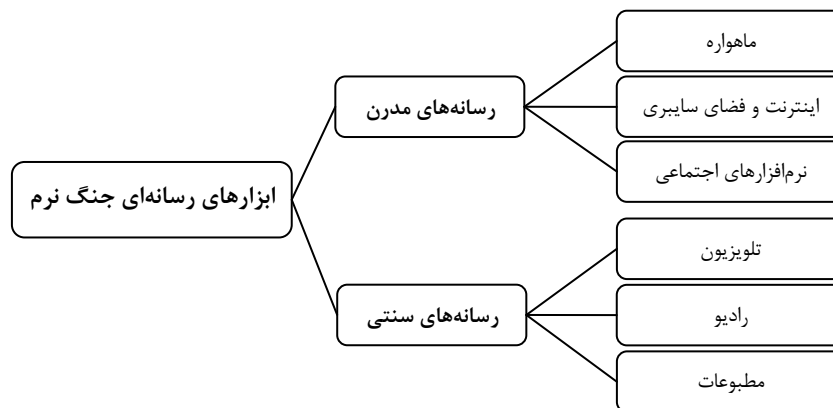 ابزارهای رسانه‌ای جنگ نرم
رسانه‌های مدرن
ماهواره
اینترنت و فضای سایبری
نرم‌افزارهای اجتماعی
رسانه‌های سنتی
تلویزیون
رادیو
مطبوعات